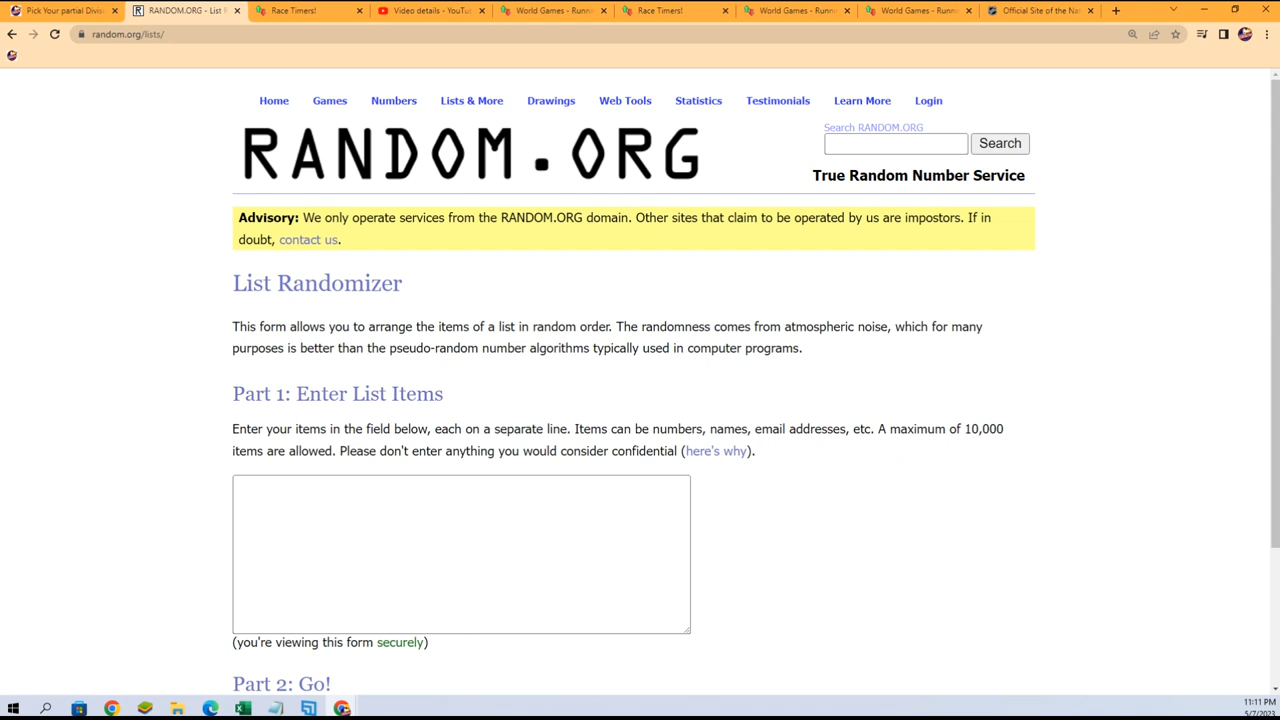 Pick Your partial Divis
RANDOM.ORG - List R
Race Timers!
Video details - YouTu
World Games - Runn
Race Timers!
World Games - Runn
World Games - Runn
Official Site of the Na
random.org/lists/
Home Games Numbers Lists & More Drawings Web Tools Statistics Testimonials Learn More Login
RANDOM.ORG
Search RANDOM.ORG
Search
True Random Number Service
Advisory: We only operate services from the RANDOM.ORG domain. Other sites that claim to be operated by us are impostors. If in
doubt, contact us.
List Randomizer
This form allows you to arrange the items of a list in random order. The randomness comes from atmospheric noise, which for many
purposes is better than the pseudo-random number algorithms typically used in computer programs.
Part 1: Enter List Items
Enter your items in the field below, each on a separate line. Items can be numbers, names, email addresses, etc. A maximum of 10,000
items are allowed. Please don't enter anything you would consider confidential (here's why).
(you're viewing this form securely)
Part 2: Go!
11:11 PM
5/7/2023